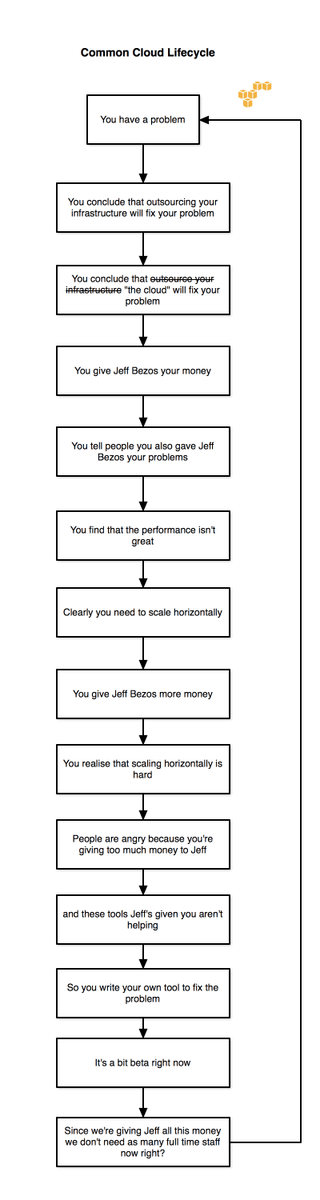 Common Cloud Lifecycle
You have a problem
You conclude that outsourcing your
infrastructure will fix your problem
You conclude that outsource your
infrastructure "the cloud" will fix your
problem
You give Jeff Bezos your money
You tell people you also gave Jeff
Bezos your problems
You find that the performance isn't
great
Clearly you need to scale horizontally
You give Jeff Bezos more money
You realise that scaling horizontally is
hard
People are angry because you're
giving too much money to Jeff
and these tools Jeff's given you aren't
helping
So you write your own tool to fix the
problem
It's a bit beta right now
Since we're giving Jeff all this money
we don't need as many full time staff
now right?